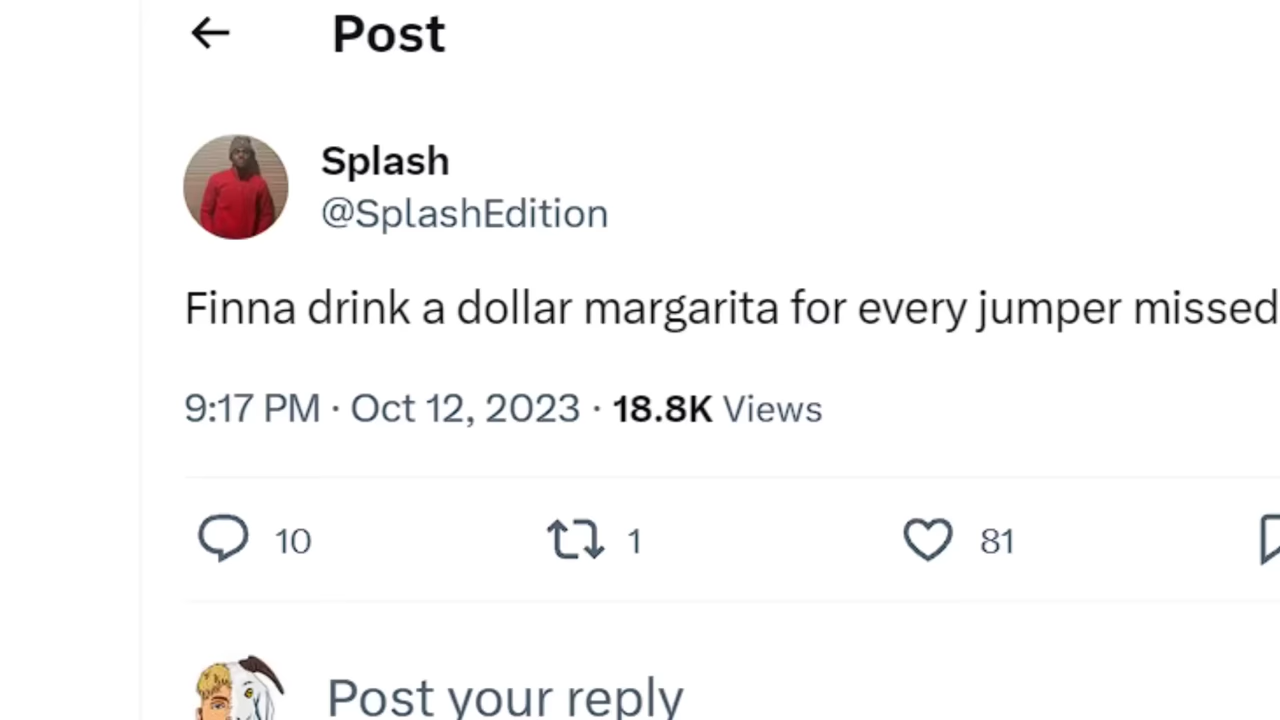 Post
Splash
@SplashEdition
Finna drink a dollar margarita for every jumper missed
9:17 PM · Oct 12, 2023 · 18.8K Views
10 1 81
Post your reply